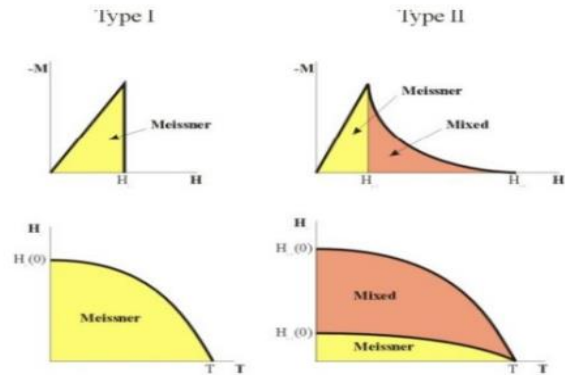 Type I
Type II
-M
Meissner
H
H
-M
Meissner
Mixed
H
H
H
H
H (0)
Meissner
T
T
H
H (0)
Mixed
H (0)
Meissner
T
T